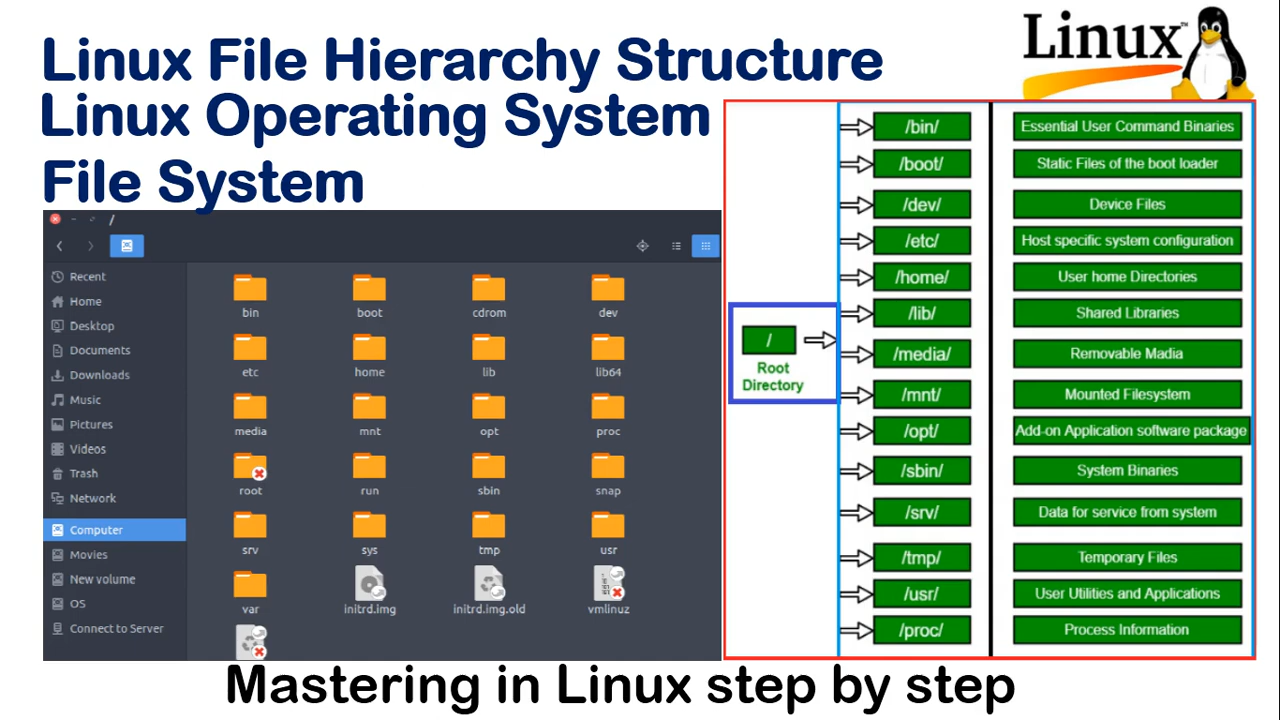 Linux File Hierarchy Structure
Linux Operating System
File System
Linux™
/
Recent
Home
Desktop
Documents
Downloads
Music
Pictures
Videos
Trash
Network
Computer
Movies
New volume
OS
Connect to Server
bin boot cdrom dev
etc home lib lib64
media mnt opt proc
root run sbin snap
srv sys tmp usr
var initrd.img initrd.img.old vmlinuz
/
Root
Directory
/bin/ Essential User Command Binaries
/boot/ Static Files of the boot loader
/dev/ Device Files
/etc/ Host specific system configuration
/home/ User home Directories
/lib/ Shared Libraries
/media/ Removable Madia
/mnt/ Mounted Filesystem
/opt/ Add-on Application software package
/sbin/ System Binaries
/srv/ Data for service from system
/tmp/ Temporary Files
/usr/ User Utilities and Applications
/proc/ Process Information
Mastering in Linux step by step